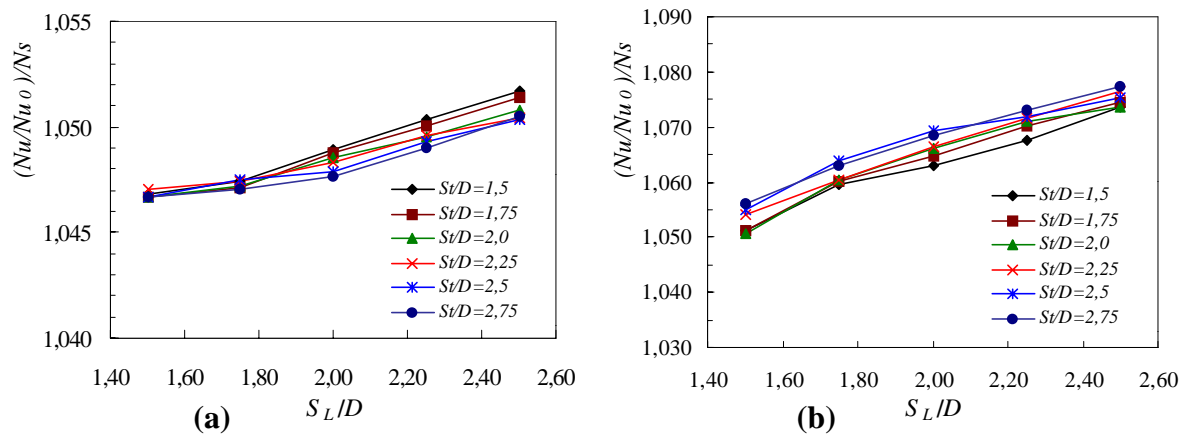 (Nu/Nu 0 )/Ns
1,055
1,050
1,045
1,040
1,40 1,60 1,80 2,00 2,20 2,40 2,60
St/D=1,5
St/D=1,75
St/D=2,0
St/D=2,25
St/D=2,5
St/D=2,75
S L /D
(a)
(Nu/Nu 0 )/Ns
1,090
1,080
1,070
1,060
1,050
1,040
1,030
1,40 1,60 1,80 2,00 2,20 2,40 2,60
St/D=1,5
St/D=1,75
St/D=2,0
St/D=2,25
St/D=2,5
St/D=2,75
S L /D
(b)